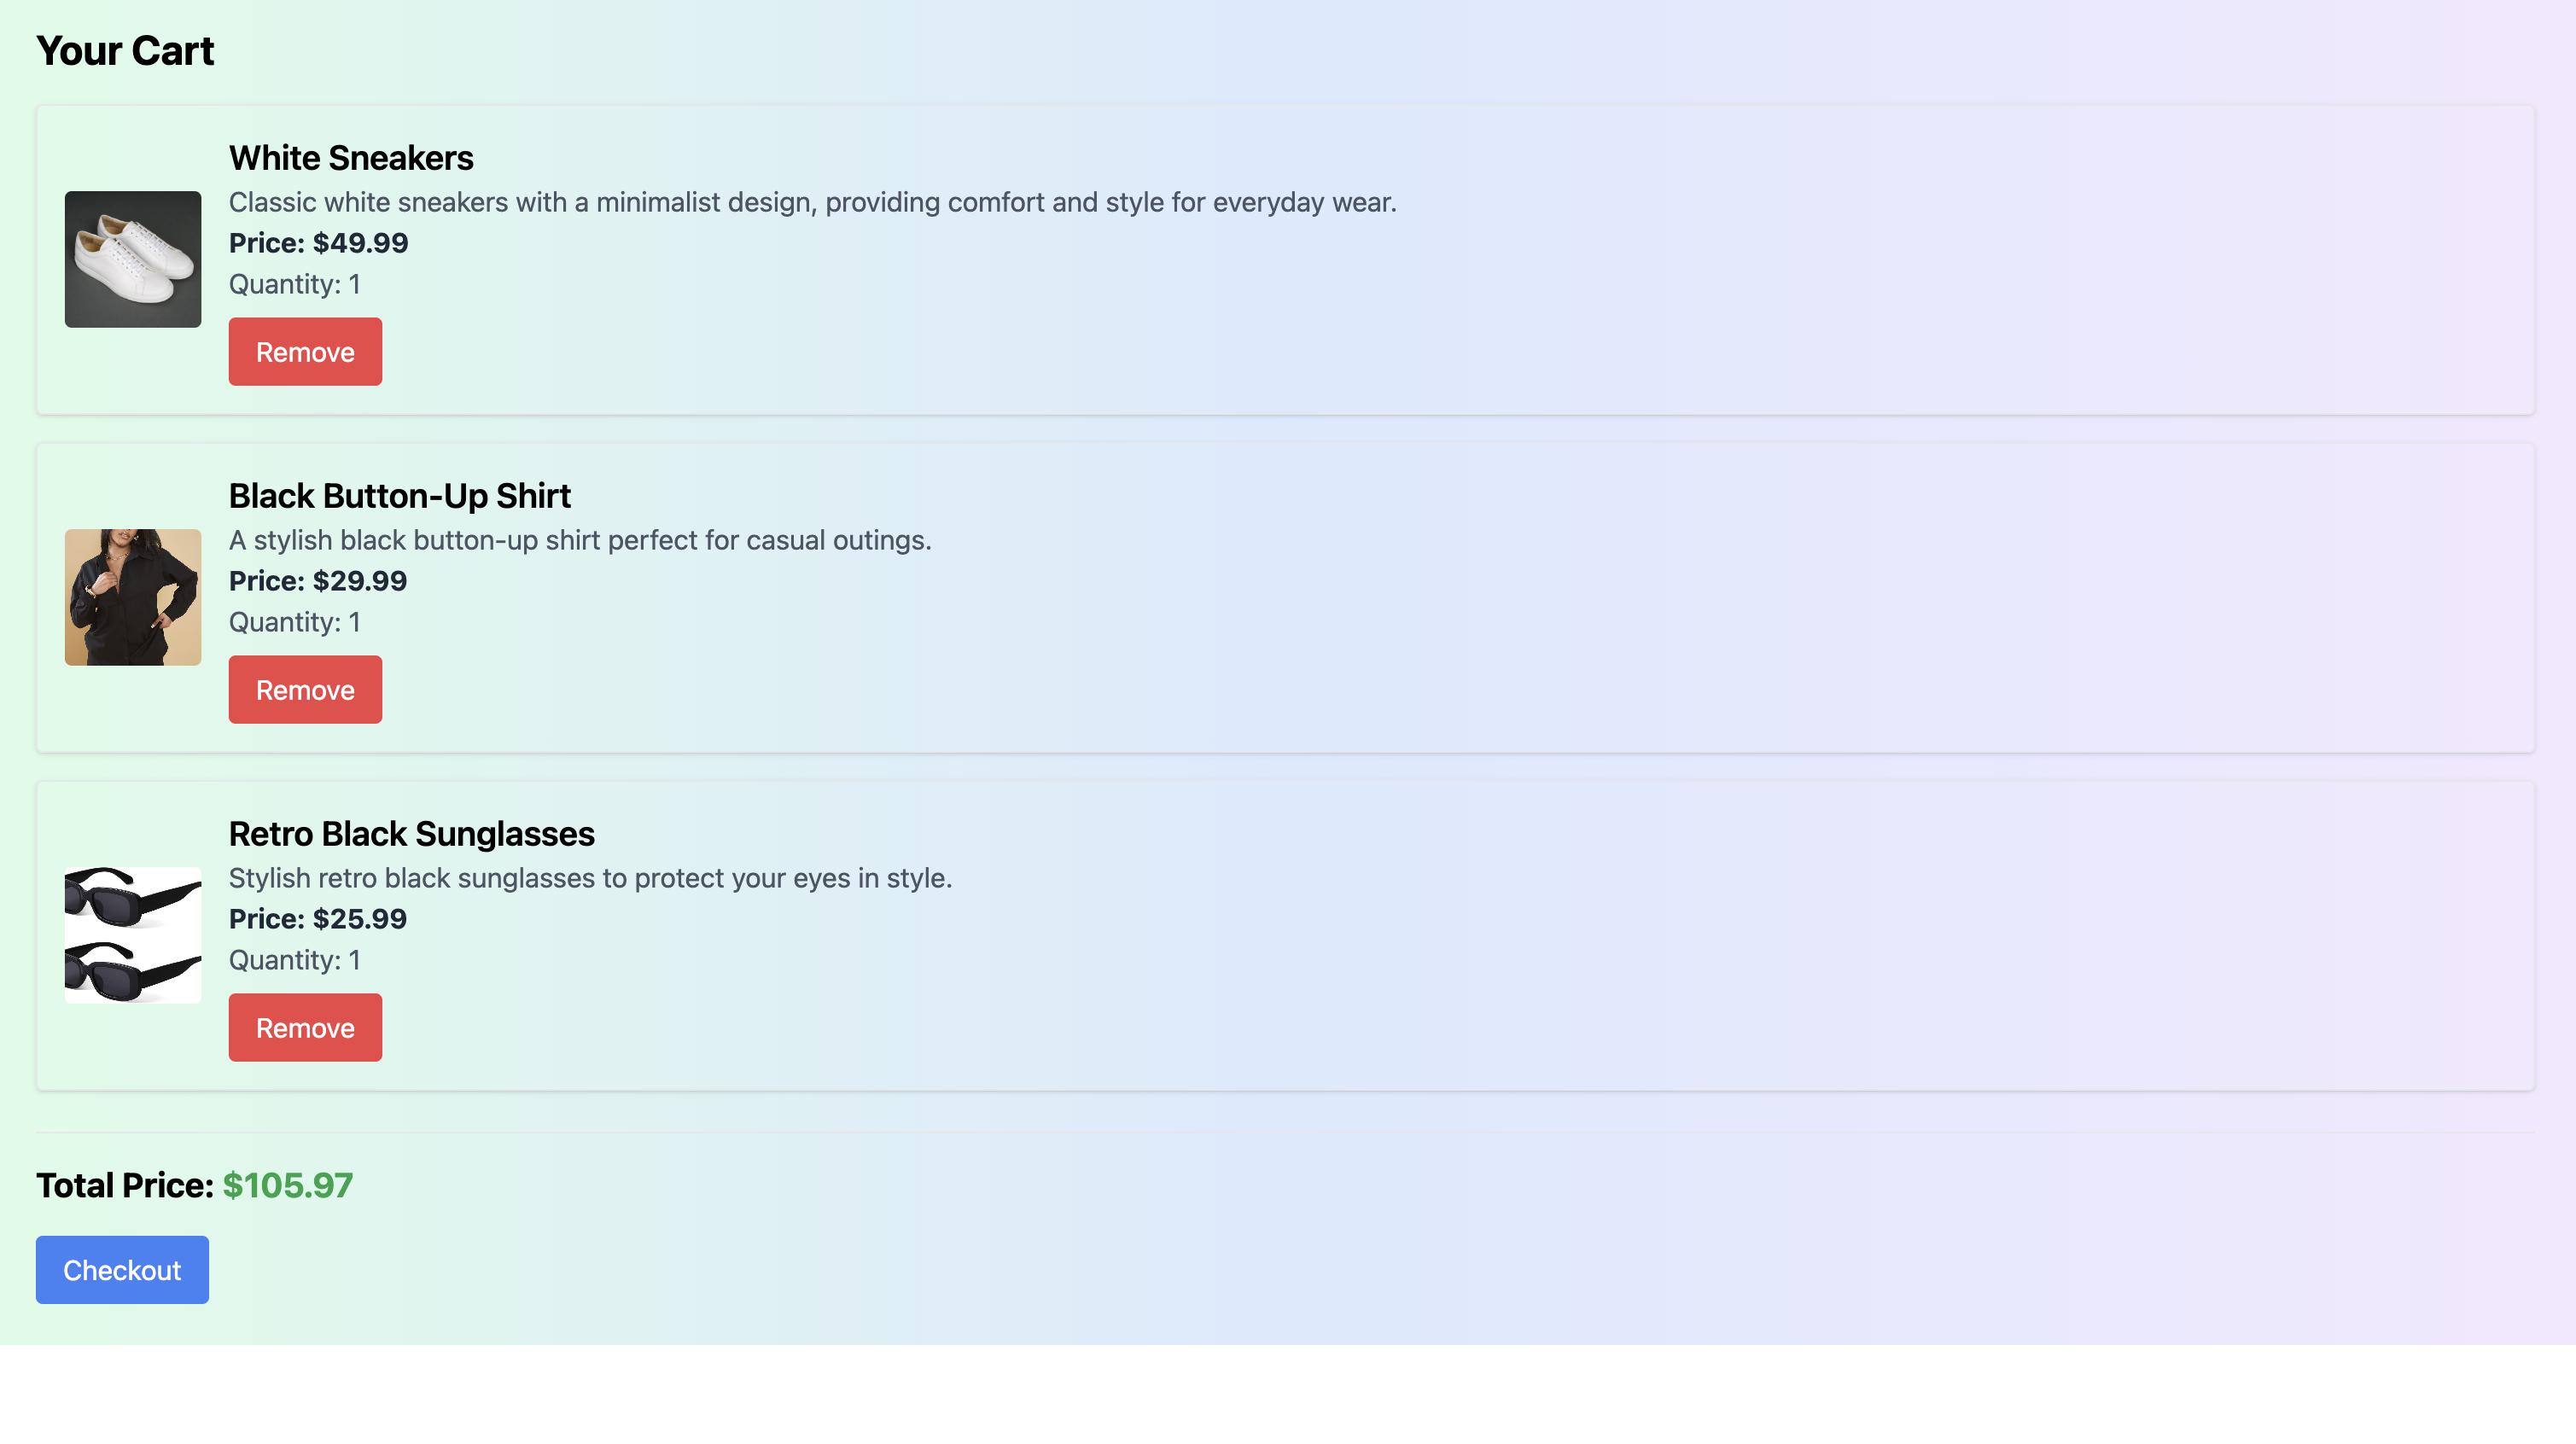 Your Cart
White Sneakers
Classic white sneakers with a minimalist design, providing comfort and style for everyday wear.
Price: $49.99
Quantity: 1
Remove
Black Button-Up Shirt
A stylish black button-up shirt perfect for casual outings.
Price: $29.99
Quantity: 1
Remove
Retro Black Sunglasses
Stylish retro black sunglasses to protect your eyes in style.
Price: $25.99
Quantity: 1
Remove
Total Price: $105.97
Checkout